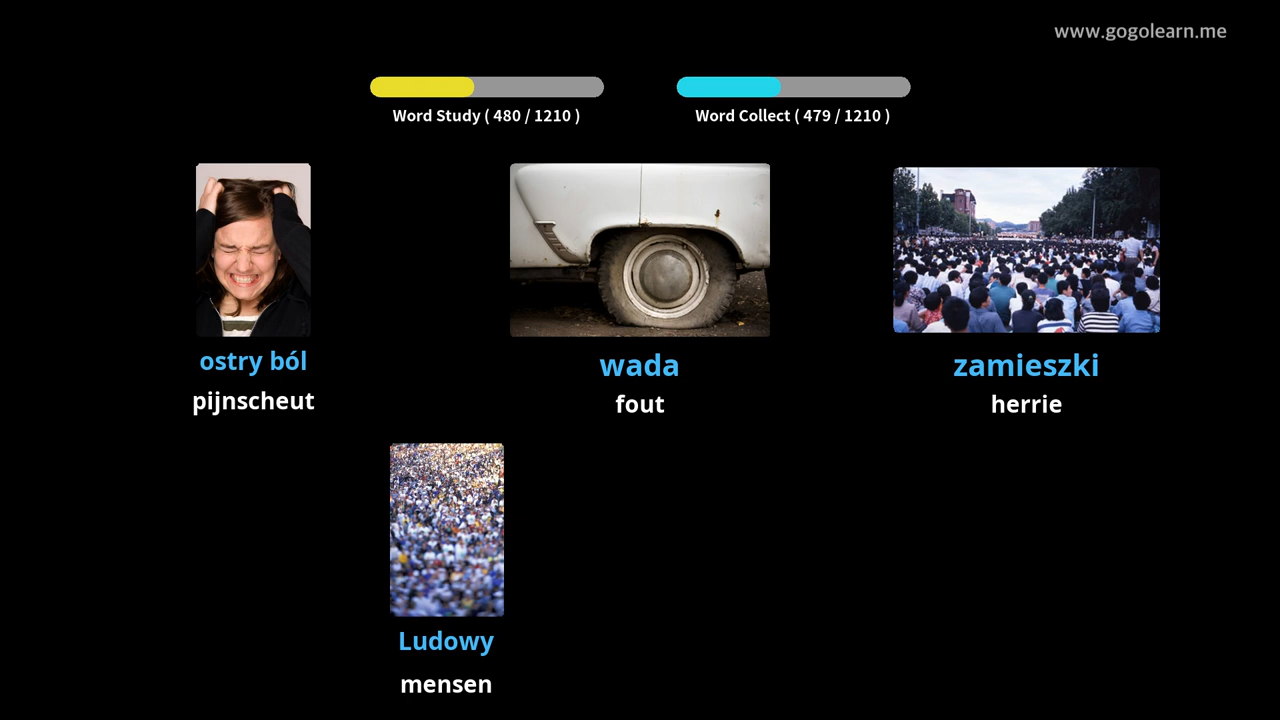 www.gogolearn.me
Word Study ( 480 / 1210 )
Word Collect ( 479 / 1210 )
ostry ból
pijnscheut
wada
fout
zamieszki
herrie
Ludowy
mensen